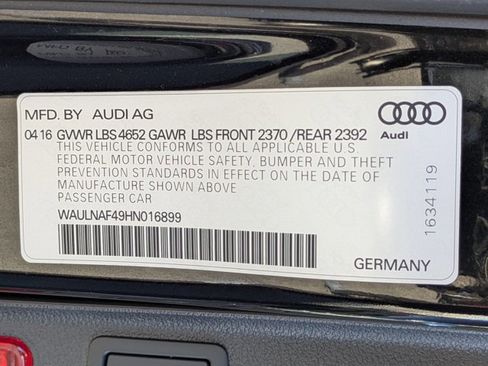 MFD. BY AUDI AG
04 16 GVWR LBS 4652 GAWR LBS FRONT 2370 /REAR 2392
THIS VEHICLE CONFORMS TO ALL APPLICABLE U.S.
FEDERAL MOTOR VEHICLE SAFETY, BUMPER AND THEFT
PREVENTION STANDARDS IN EFFECT ON THE DATE OF
MANUFACTURE SHOWN ABOVE
PASSENGER CAR
WAULNAF49HN016899
Audi
1634119
GERMANY